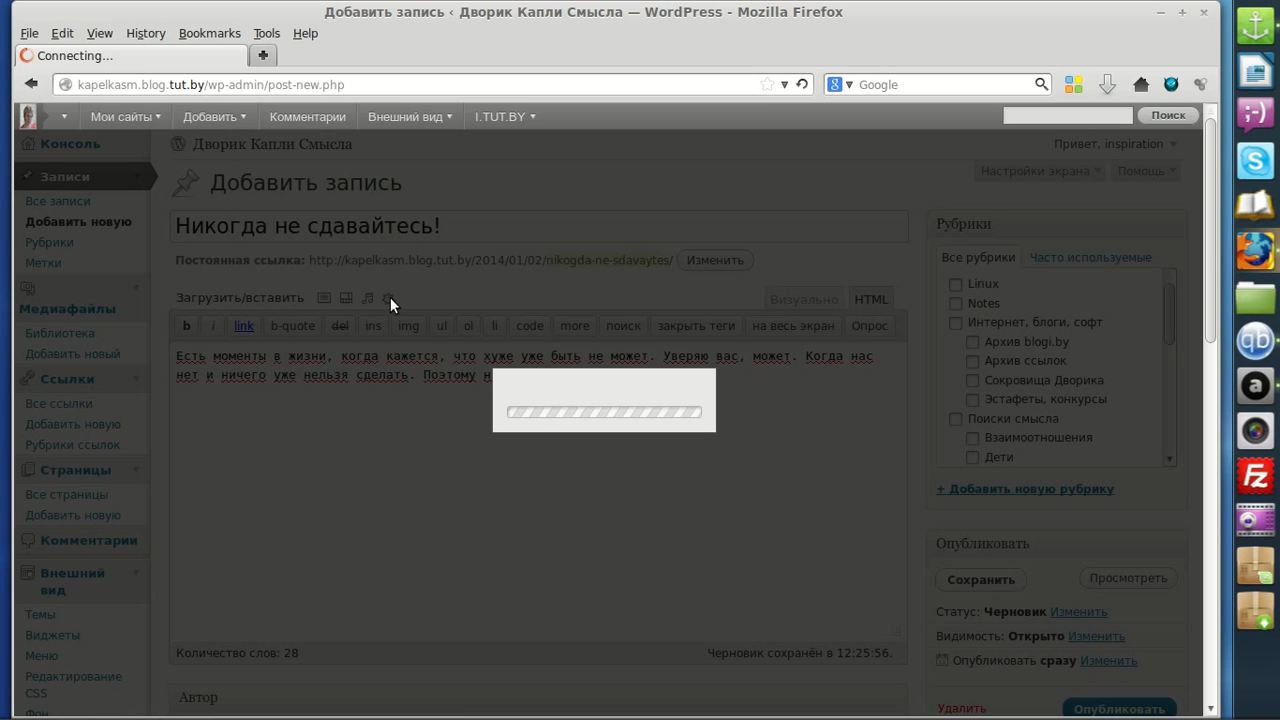 Добавить запись ‹ Дворик Капли Смысла — WordPress - Mozilla Firefox
File Edit View History Bookmarks Tools Help
Connecting...
kapelkasm.blog.tut.by/wp-admin/post-new.php
Google
Мои сайты Добавить Комментарии Внешний вид I.TUT.BY Поиск
Консоль
Записи
Все записи
Добавить новую
Рубрики
Метки
Медиафайлы
Библиотека
Добавить новый
Ссылки
Все ссылки
Добавить новую
Рубрики ссылок
Страницы
Все страницы
Добавить новую
Комментарии
Внешний
вид
Темы
Виджеты
Меню
Редактирование
CSS
Фон
Дворик Капли Смысла
Привет, inspiration
Добавить запись
Настройки экрана Помощь
Никогда не сдавайтесь!
Постоянная ссылка: http://kapelkasm.blog.tut.by/2014/01/02/nikogda-ne-sdavaytes/ Изменить
Загрузить/вставить
Визуально HTML
b i link b-quote del ins img ul ol li code more поиск закрыть теги на весь экран Опрос
Есть моменты в жизни, когда кажется, что хуже уже быть не может. Уверяю вас, может. Когда нас
нет и ничего уже нельзя сделать. Поэтому н
Количество слов: 28
Черновик сохранён в 12:25:56.
Автор
Рубрики
Все рубрики Часто используемые
Linux
Notes
Интернет, блоги, софт
Архив blogi.by
Архив ссылок
Сокровища Дворика
Эстафеты, конкурсы
Поиски смысла
Взаимоотношения
Дети
+ Добавить новую рубрику
Опубликовать
Сохранить Просмотреть
Статус: Черновик Изменить
Видимость: Открыто Изменить
Опубликовать сразу Изменить
Удалить Опубликовать
;-)
S
qb
a
Fz